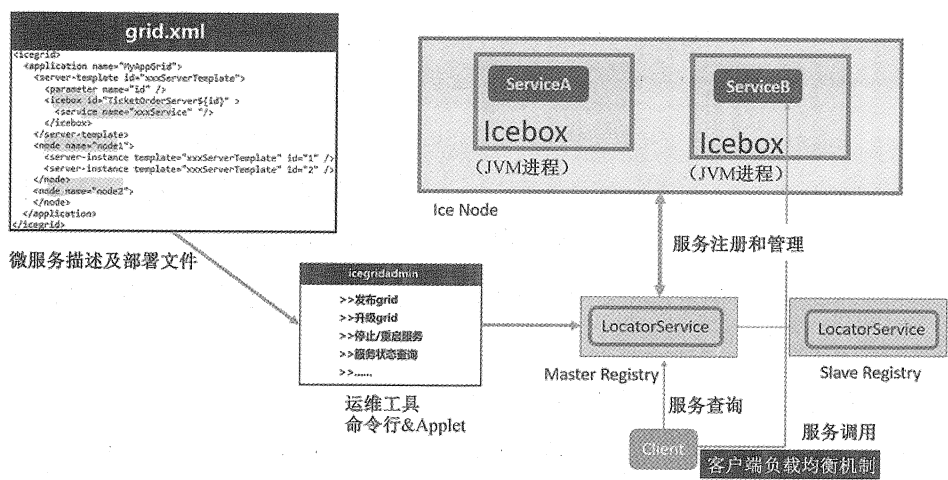 grid.xml
<icegrid>
<application name="MyAppGrid">
<server-templete id="xxxServerTemplate">
<parameter name="id" />
<icebox id="TicketOrderServer${id}" >
<service name="xxxService" "/>
</icebox>
</server-template>
<node name="node1">
<server-instance template="xxxServerTemplate" id="1" />
<server-instance template="xxxServerTemplate" id="2" />
</node>
<node name="node2">
</node>
</application>
</icegrid>
微服务描述及部署文件
icegridadmin
>>发布grid
>>升级grid
>>停止/重启服务
>>服务状态查询
>>......
运维工具
命令行&Applet
ServiceA
Icebox
(JVM进程)
ServiceB
Icebox
(JVM进程)
Ice Node
服务注册和管理
LocatorService
Master Registry
LocatorService
Slave Registry
服务查询
Client
服务调用
客户端负载均衡机制